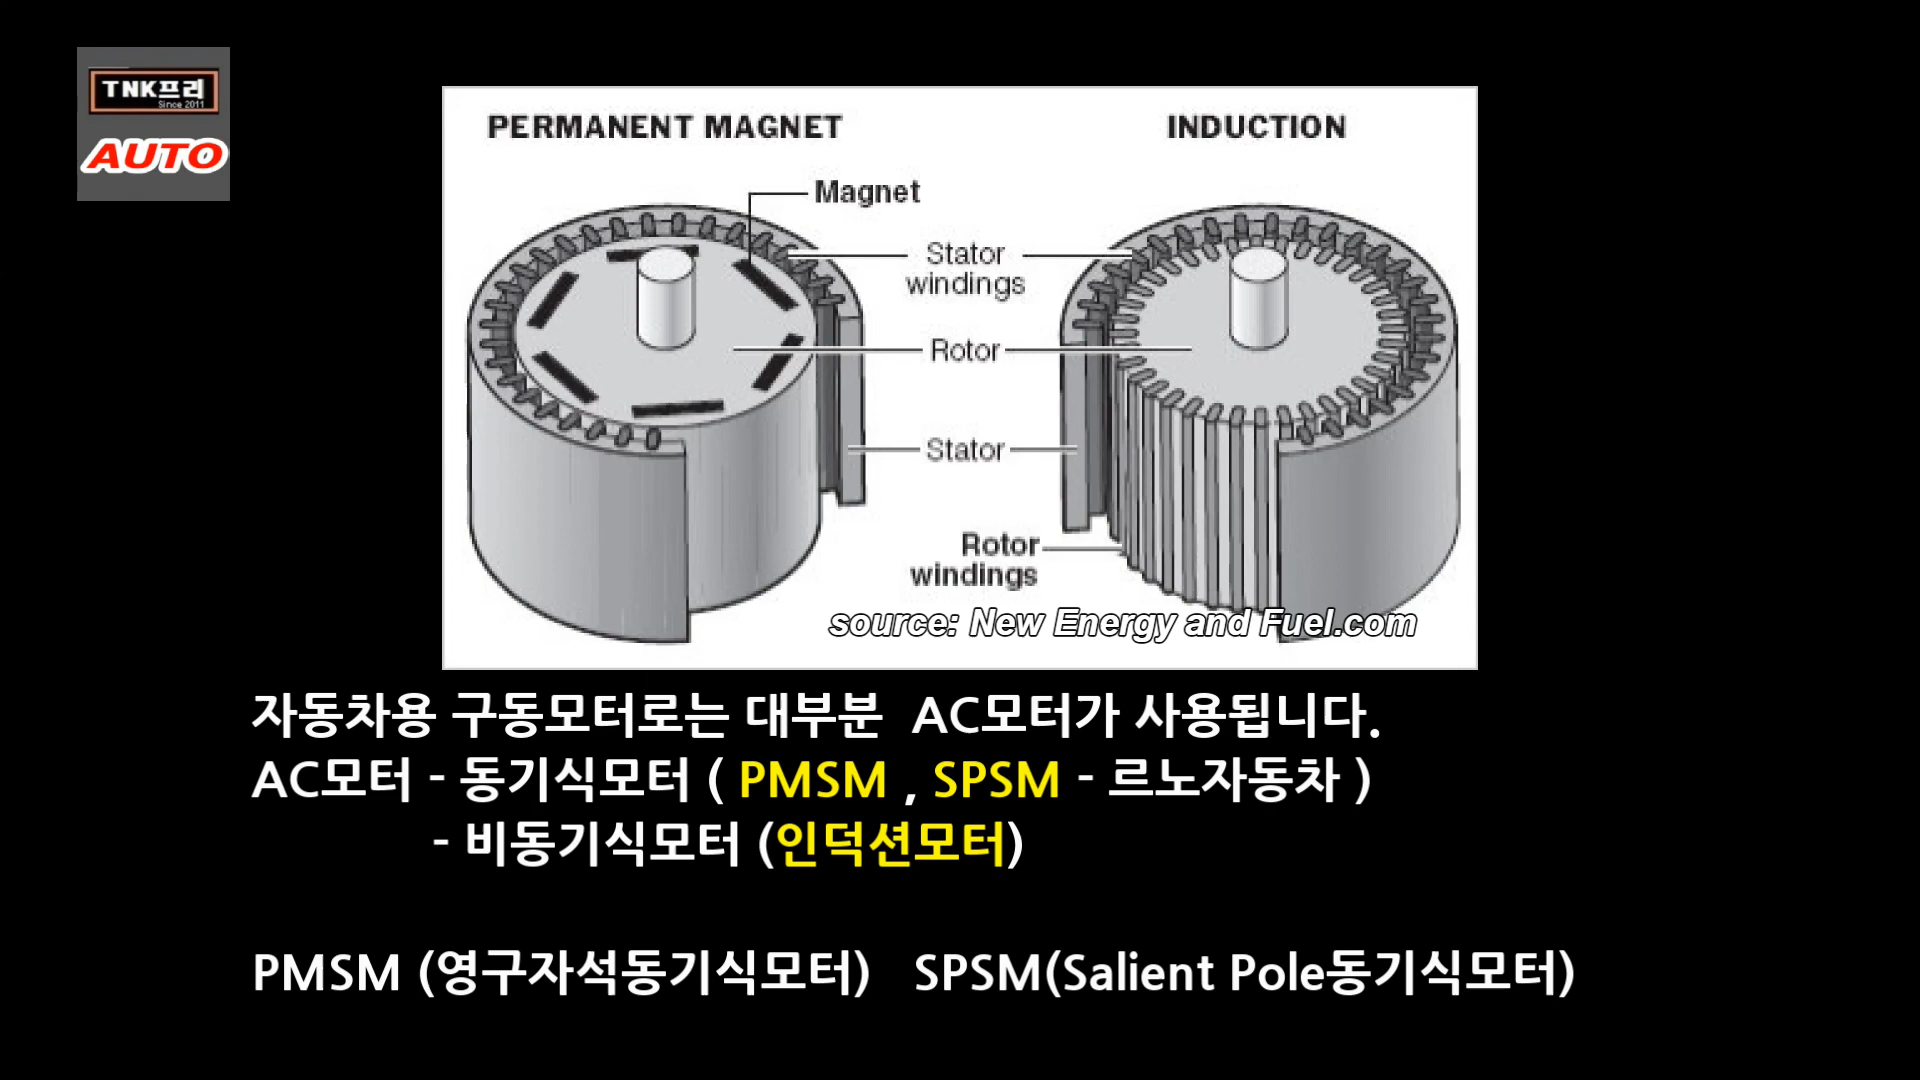 TNK프리
Since 2011
AUTO
PERMANENT MAGNET
INDUCTION
Magnet
Stator
windings
Rotor
Stator
Rotor
windings
source: New Energy and Fuel.com
자동차용 구동모터로는 대부분 AC모터가 사용됩니다.
AC모터 - 동기식모터 ( PMSM , SPSM - 르노자동차 )
- 비동기식모터 (인덕션모터)
PMSM (영구자석동기식모터) SPSM(Salient Pole동기식모터)